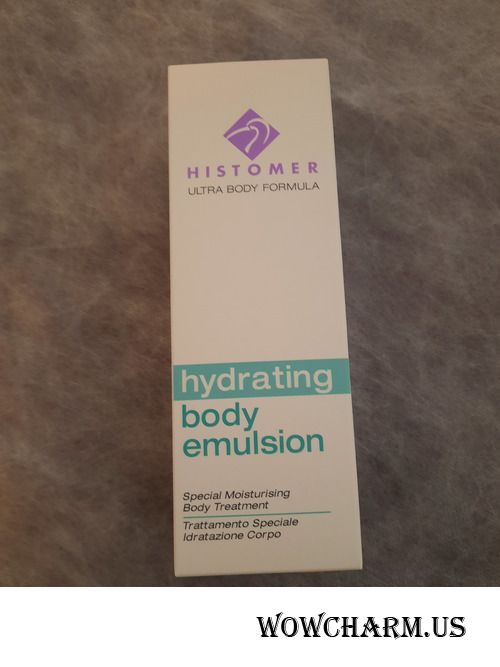 HISTOMER
ULTRA BODY FORMULA
hydrating
body
emulsion
Special Moisturising
Body Treatment
Trattamento Speciale
Idratazione Corpo
WOWCHARM.US